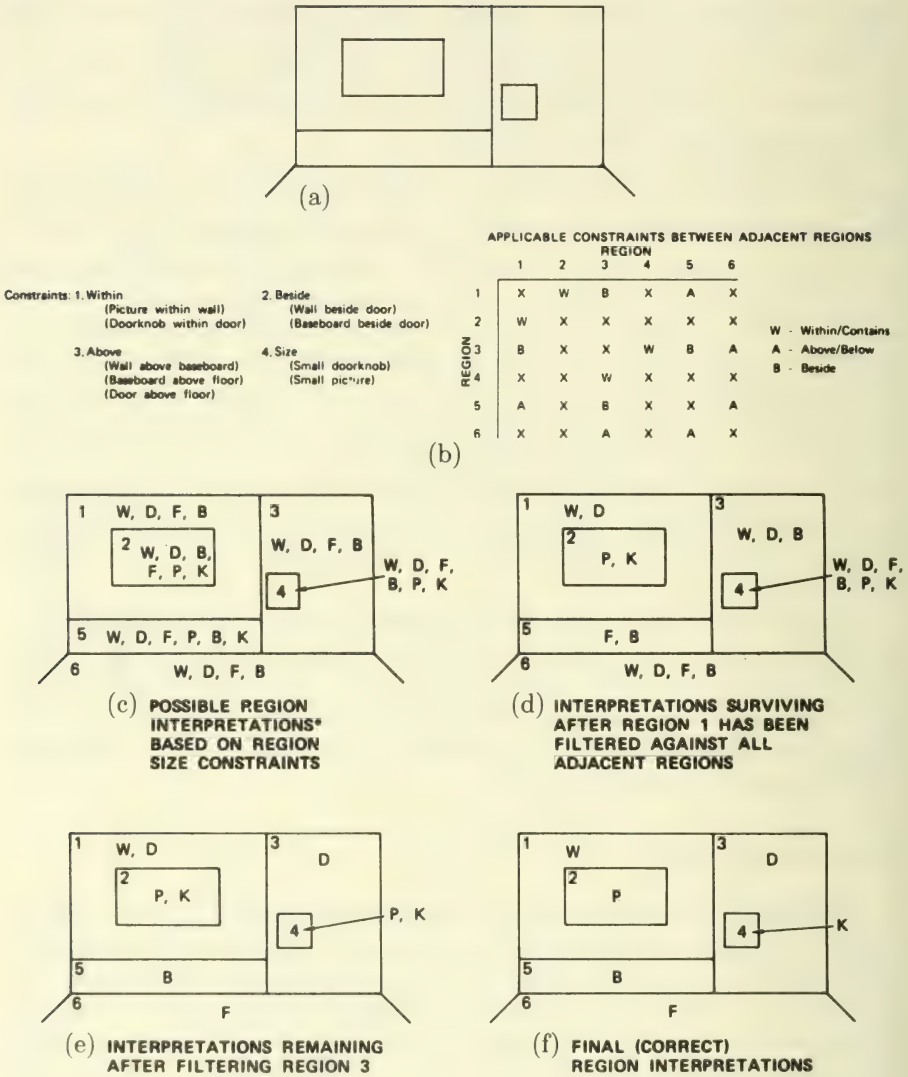 (a)
APPLICABLE CONSTRAINTS BETWEEN ADJACENT REGIONS
REGION
1 2 3 4 5 6
Constraints: 1. Within
(Picture within wall)
(Doorknob within door)
2. Beside
(Wall beside door)
(Baseboard beside door)
3. Above
(Wall above baseboard)
(Baseboard above floor)
(Door above floor)
4. Size
(Small doorknob)
(Small picture)
REGION
1 X W B X A X
2 W X X X X X
3 B X X W B A
4 X X W X X X
5 A X B X X A
6 X X A X A X
W - Within/Contains
A - Above/Below
B - Beside
(b)
1 W, D, F, B
2 W, D, B,
F, P, K
3
W, D, F, B
4
W, D, F,
B, P, K
5 W, D, F, P, B, K
6 W, D, F, B
(c) POSSIBLE REGION
INTERPRETATIONS*
BASED ON REGION
SIZE CONSTRAINTS
1
W, D
2
P, K
3
W, D, B
4
W, D, F,
B, P, K
5
F, B
6 W, D, F, B
(d) INTERPRETATIONS SURVIVING
AFTER REGION 1 HAS BEEN
FILTERED AGAINST ALL
ADJACENT REGIONS
1
W, D
2
P, K
3
D
4
P, K
5
B
6
F
(e) INTERPRETATIONS REMAINING
AFTER FILTERING REGION 3
1
W
2
P
3
D
4
K
5
B
6
F
(f) FINAL (CORRECT)
REGION INTERPRETATIONS